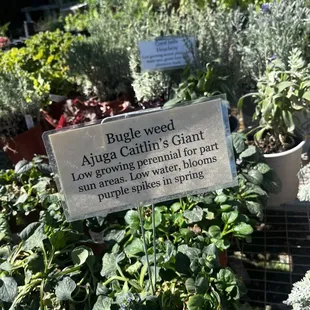 Bugle weed
Ajuga Caitlin's Giant
Low growing perennial for part
sun areas. Low water, blooms
purple spikes in spring